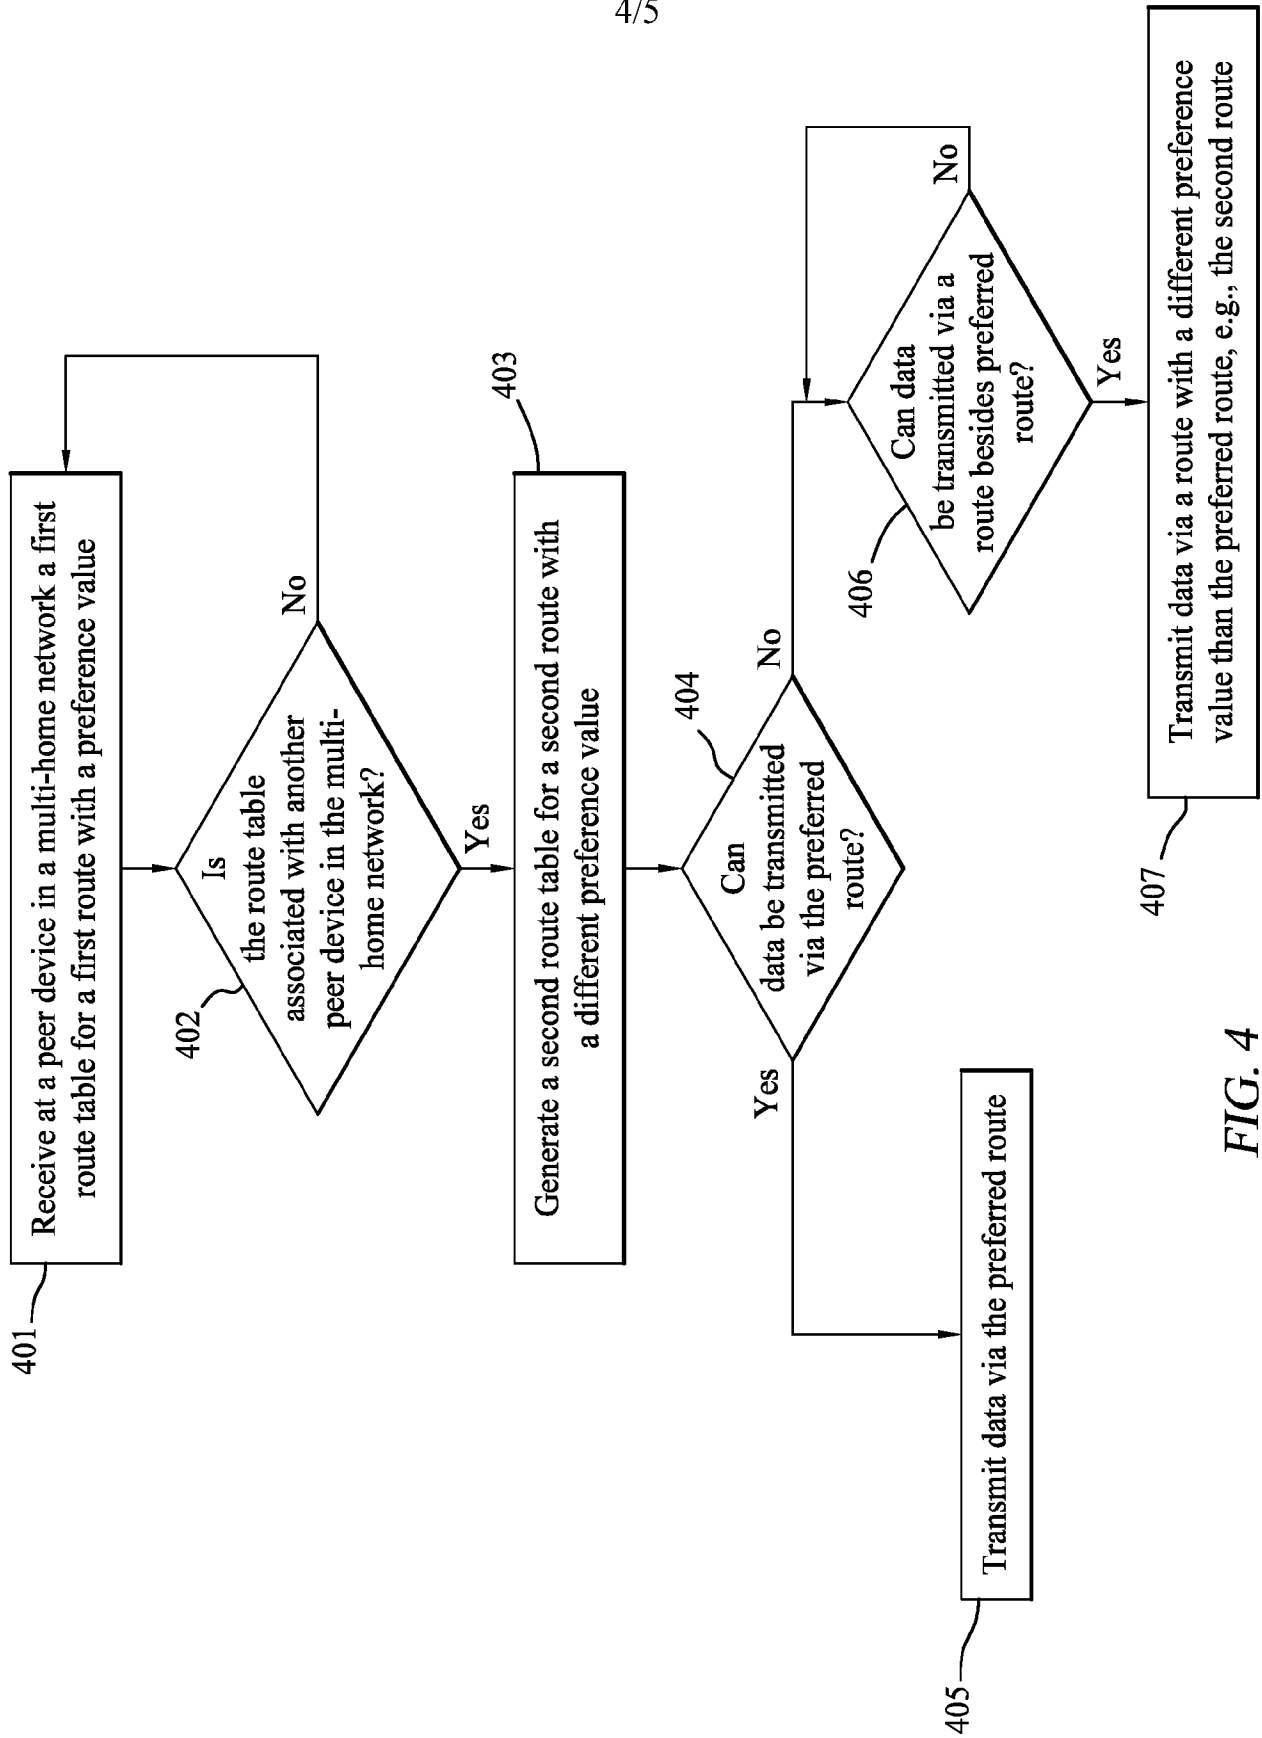 4/5
401
Receive at a peer device in a multi-home network a first
route table for a first route with a preference value
402
Is
the route table
associated with another
peer device in the multi-
home network?
No
Yes
403
Generate a second route table for a second route with
a different preference value
404
Can
data be transmitted
via the preferred
route?
Yes
No
405
Transmit data via the preferred route
406
Can data
be transmitted via a
route besides preferred
route?
No
Yes
407
Transmit data via a route with a different preference
value than the preferred route, e.g., the second route
FIG. 4